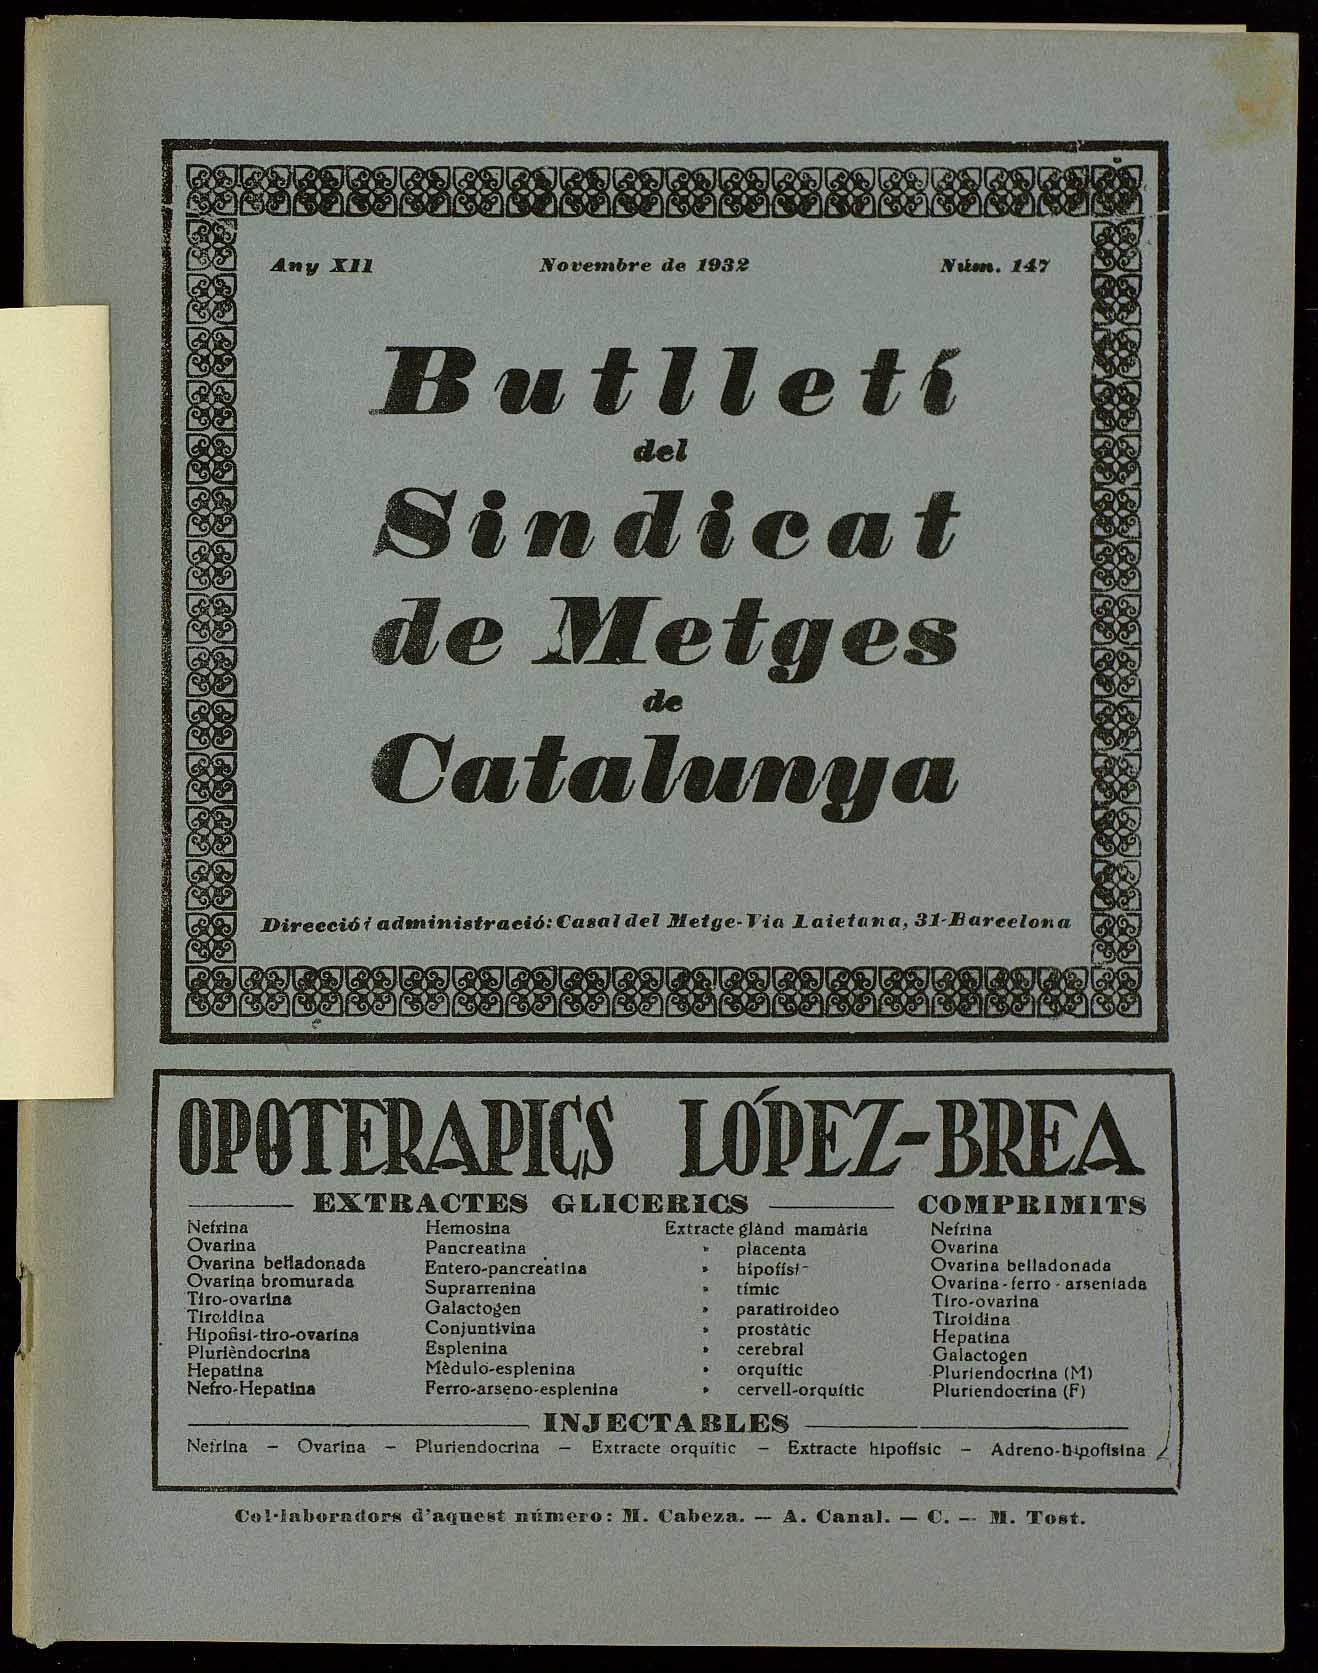 Any XII Novembre de 1932 Núm. 147
Butlletí
del
Sindicat
de Metges
de
Catalunya
Direcció i administració: Casal del Metge-Via Laietana, 31-Barcelona
OPOTERAPICS LÓPEZ-BREA
EXTRACTES GLICERICS
Nefrina
Ovarina
Ovarina belladonada
Ovarina bromurada
Tiro-ovarina
Tiroidina
Hipofisi-tiro-ovarina
Plurièndocrina
Hepatina
Nefro-Hepatina
Hemosina
Pancreatina
Entero-pancreatina
Suprarrenina
Galactogen
Conjuntivina
Esplenina
Mèdulo-esplenina
Ferro-arseno-esplenina
Extracte glànd mamària
» placenta
» hipofísi
» tímic
» paratiroideo
» prostàtic
» cerebral
» orquític
» cervell-orquític
COMPRIMITS
Nefrina
Ovarina
Ovarina belladonada
Ovarina-ferro-arseniada
Tiro-ovarina
Tiroidina
Hepatina
Galactogen
Pluriendocrina (M)
Pluriendocrina (F)
INJECTABLES
Nefrina — Ovarina — Pluriendocrina — Extracte orquític — Extracte hipofísic — Adreno-hipofisina
Col·laboradors d'aquest número: M. Cabeza. — A. Canal. — C. — M. Tost.